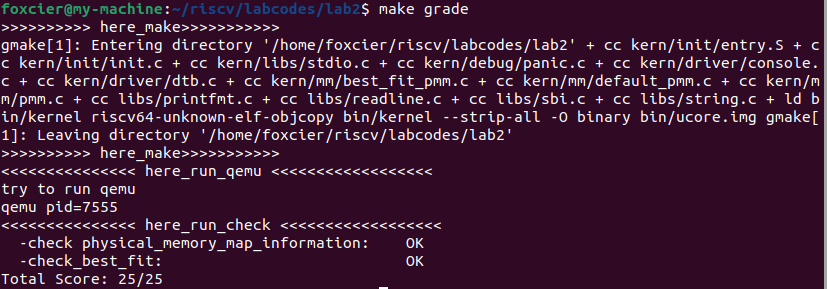 foxcier@my-machine:~/riscv/labcodes/lab2$ make grade
>>>>>>>>>> here_make>>>>>>>>>>>
gmake[1]: Entering directory '/home/foxcier/riscv/labcodes/lab2' + cc kern/init/entry.S + c
c kern/init/init.c + cc kern/libs/stdio.c + cc kern/debug/panic.c + cc kern/driver/console.
c + cc kern/driver/dtb.c + cc kern/mm/best_fit_pmm.c + cc kern/mm/default_pmm.c + cc kern/m
m/pmm.c + cc libs/printfmt.c + cc libs/readline.c + cc libs/sbi.c + cc libs/string.c + ld b
in/kernel riscv64-unknown-elf-objcopy bin/kernel --strip-all -O binary bin/ucore.img gmake[
1]: Leaving directory '/home/foxcier/riscv/labcodes/lab2'
>>>>>>>>>> here_make>>>>>>>>>>>
<<<<<<<<<<<<<<< here_run_qemu <<<<<<<<<<<<<<<<<<
try to run qemu
qemu pid=7555
<<<<<<<<<<<<<<< here_run_check <<<<<<<<<<<<<<<<<<
  -check physical_memory_map_information:    OK
  -check_best_fit:                           OK
Total Score: 25/25